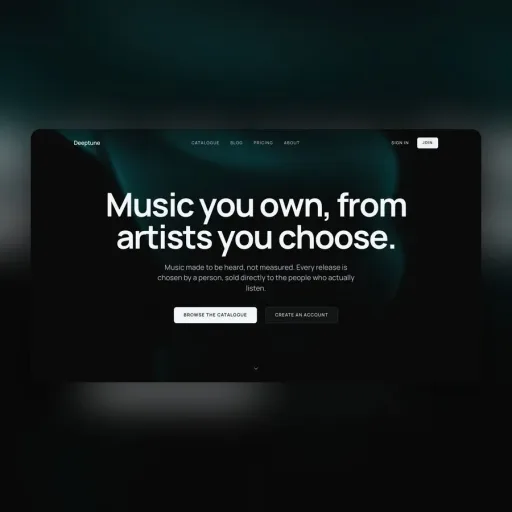 Deeptune
CATALOGUE BLOG PRICING ABOUT
SIGN IN JOIN
Music you own, from
artists you choose.
Music made to be heard, not measured. Every release is
chosen by a person, sold directly to the people who actually
listen.
BROWSE THE CATALOGUE CREATE AN ACCOUNT